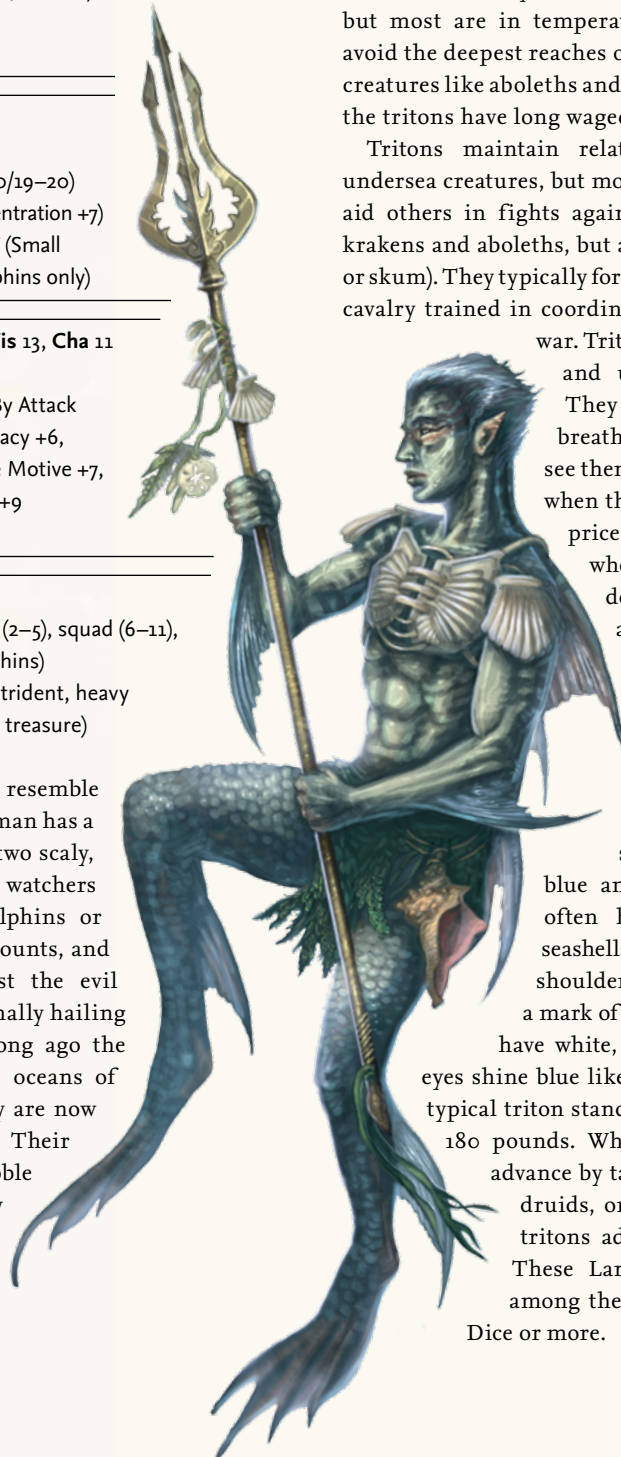 0/19–20)
entration +7)
(Small
phins only)
is 13, Cha 11
By Attack
acy +6,
Motive +7,
+9
(2–5), squad (6–11),
hins)
trident, heavy
treasure)
resemble
man has a
two scaly,
watchers
lphins or
ounts, and
st the evil
nally hailing
ong ago the
oceans of
y are now
Their
ble
but most are in tempera
avoid the deepest reaches o
creatures like aboleths and
the tritons have long waged
Tritons maintain relat
undersea creatures, but mo
aid others in fights again
krakens and aboleths, but a
or skum). They typically for
cavalry trained in coordin
war. Trit
and u
They
breath
see them
when th
price
who
de
a
s
blue an
often h
seashell
shoulder
a mark of
have white,
eyes shine blue like
typical triton stand
180 pounds. Wh
advance by ta
druids, or
tritons ad
These Lar
among the
Dice or more.